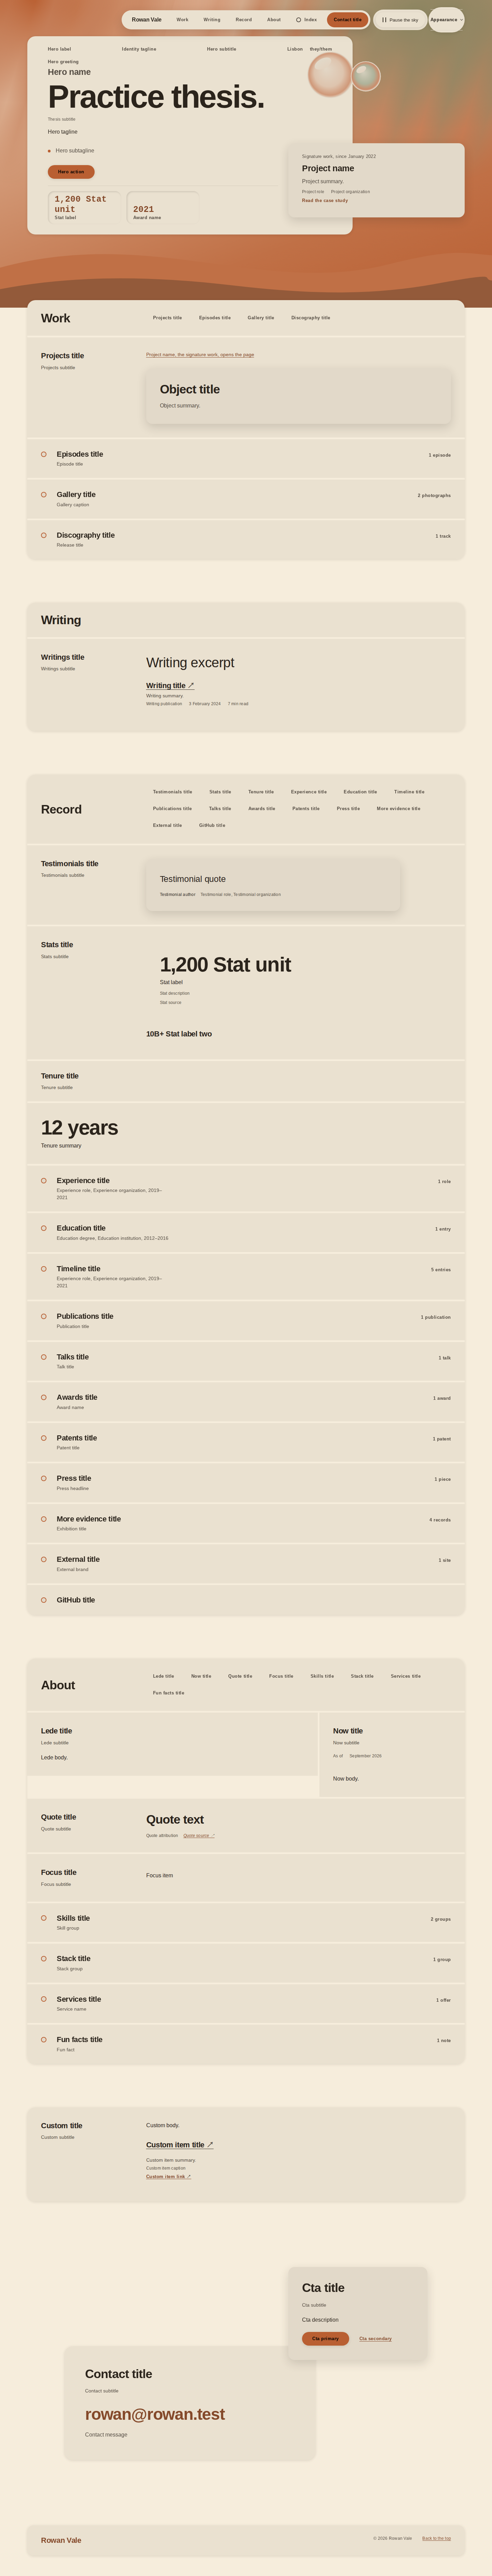 Rowan Vale Work Writing Record About Index Contact title Pause the sky Appearance
Hero label Identity tagline Hero subtitle Lisbon they/them
Hero greeting
Hero name
Practice thesis.
Thesis subtitle
Hero tagline
Hero subtagline
Hero action
1,200 Stat unit
Stat label
2021
Award name
Signature work, since January 2022
Project name
Project summary.
Project role Project organization
Read the case study
Work
Projects title Episodes title Gallery title Discography title
Projects title
Projects subtitle
Project name, the signature work, opens the page
Object title
Object summary.
Episodes title
Episode title
1 episode
Gallery title
Gallery caption
2 photographs
Discography title
Release title
1 track
Writing
Writings title
Writings subtitle
Writing excerpt
Writing title ↗
Writing summary.
Writing publication 3 February 2024 7 min read
Record
Testimonials title Stats title Tenure title Experience title Education title Timeline title
Publications title Talks title Awards title Patents title Press title More evidence title
External title GitHub title
Testimonials title
Testimonials subtitle
Testimonial quote
Testimonial author Testimonial role, Testimonial organization
Stats title
Stats subtitle
1,200 Stat unit
Stat label
Stat description
Stat source
10B+ Stat label two
Tenure title
Tenure subtitle
12 years
Tenure summary
Experience title
Experience role, Experience organization, 2019–
2021
1 role
Education title
Education degree, Education institution, 2012–2016
1 entry
Timeline title
Experience role, Experience organization, 2019–
2021
5 entries
Publications title
Publication title
1 publication
Talks title
Talk title
1 talk
Awards title
Award name
1 award
Patents title
Patent title
1 patent
Press title
Press headline
1 piece
More evidence title
Exhibition title
4 records
External title
External brand
1 site
GitHub title
About
Lede title Now title Quote title Focus title Skills title Stack title Services title
Fun facts title
Lede title
Lede subtitle
Lede body.
Now title
Now subtitle
As of September 2026
Now body.
Quote title
Quote subtitle
Quote text
Quote attribution Quote source ↗
Focus title
Focus subtitle
Focus item
Skills title
Skill group
2 groups
Stack title
Stack group
1 group
Services title
Service name
1 offer
Fun facts title
Fun fact
1 note
Custom title
Custom subtitle
Custom body.
Custom item title ↗
Custom item summary
Custom item caption
Custom item link ↗
Cta title
Cta subtitle
Cta description
Cta primary Cta secondary
Contact title
Contact subtitle
rowan@rowan.test
Contact message
Rowan Vale
© 2026 Rowan Vale Back to the top